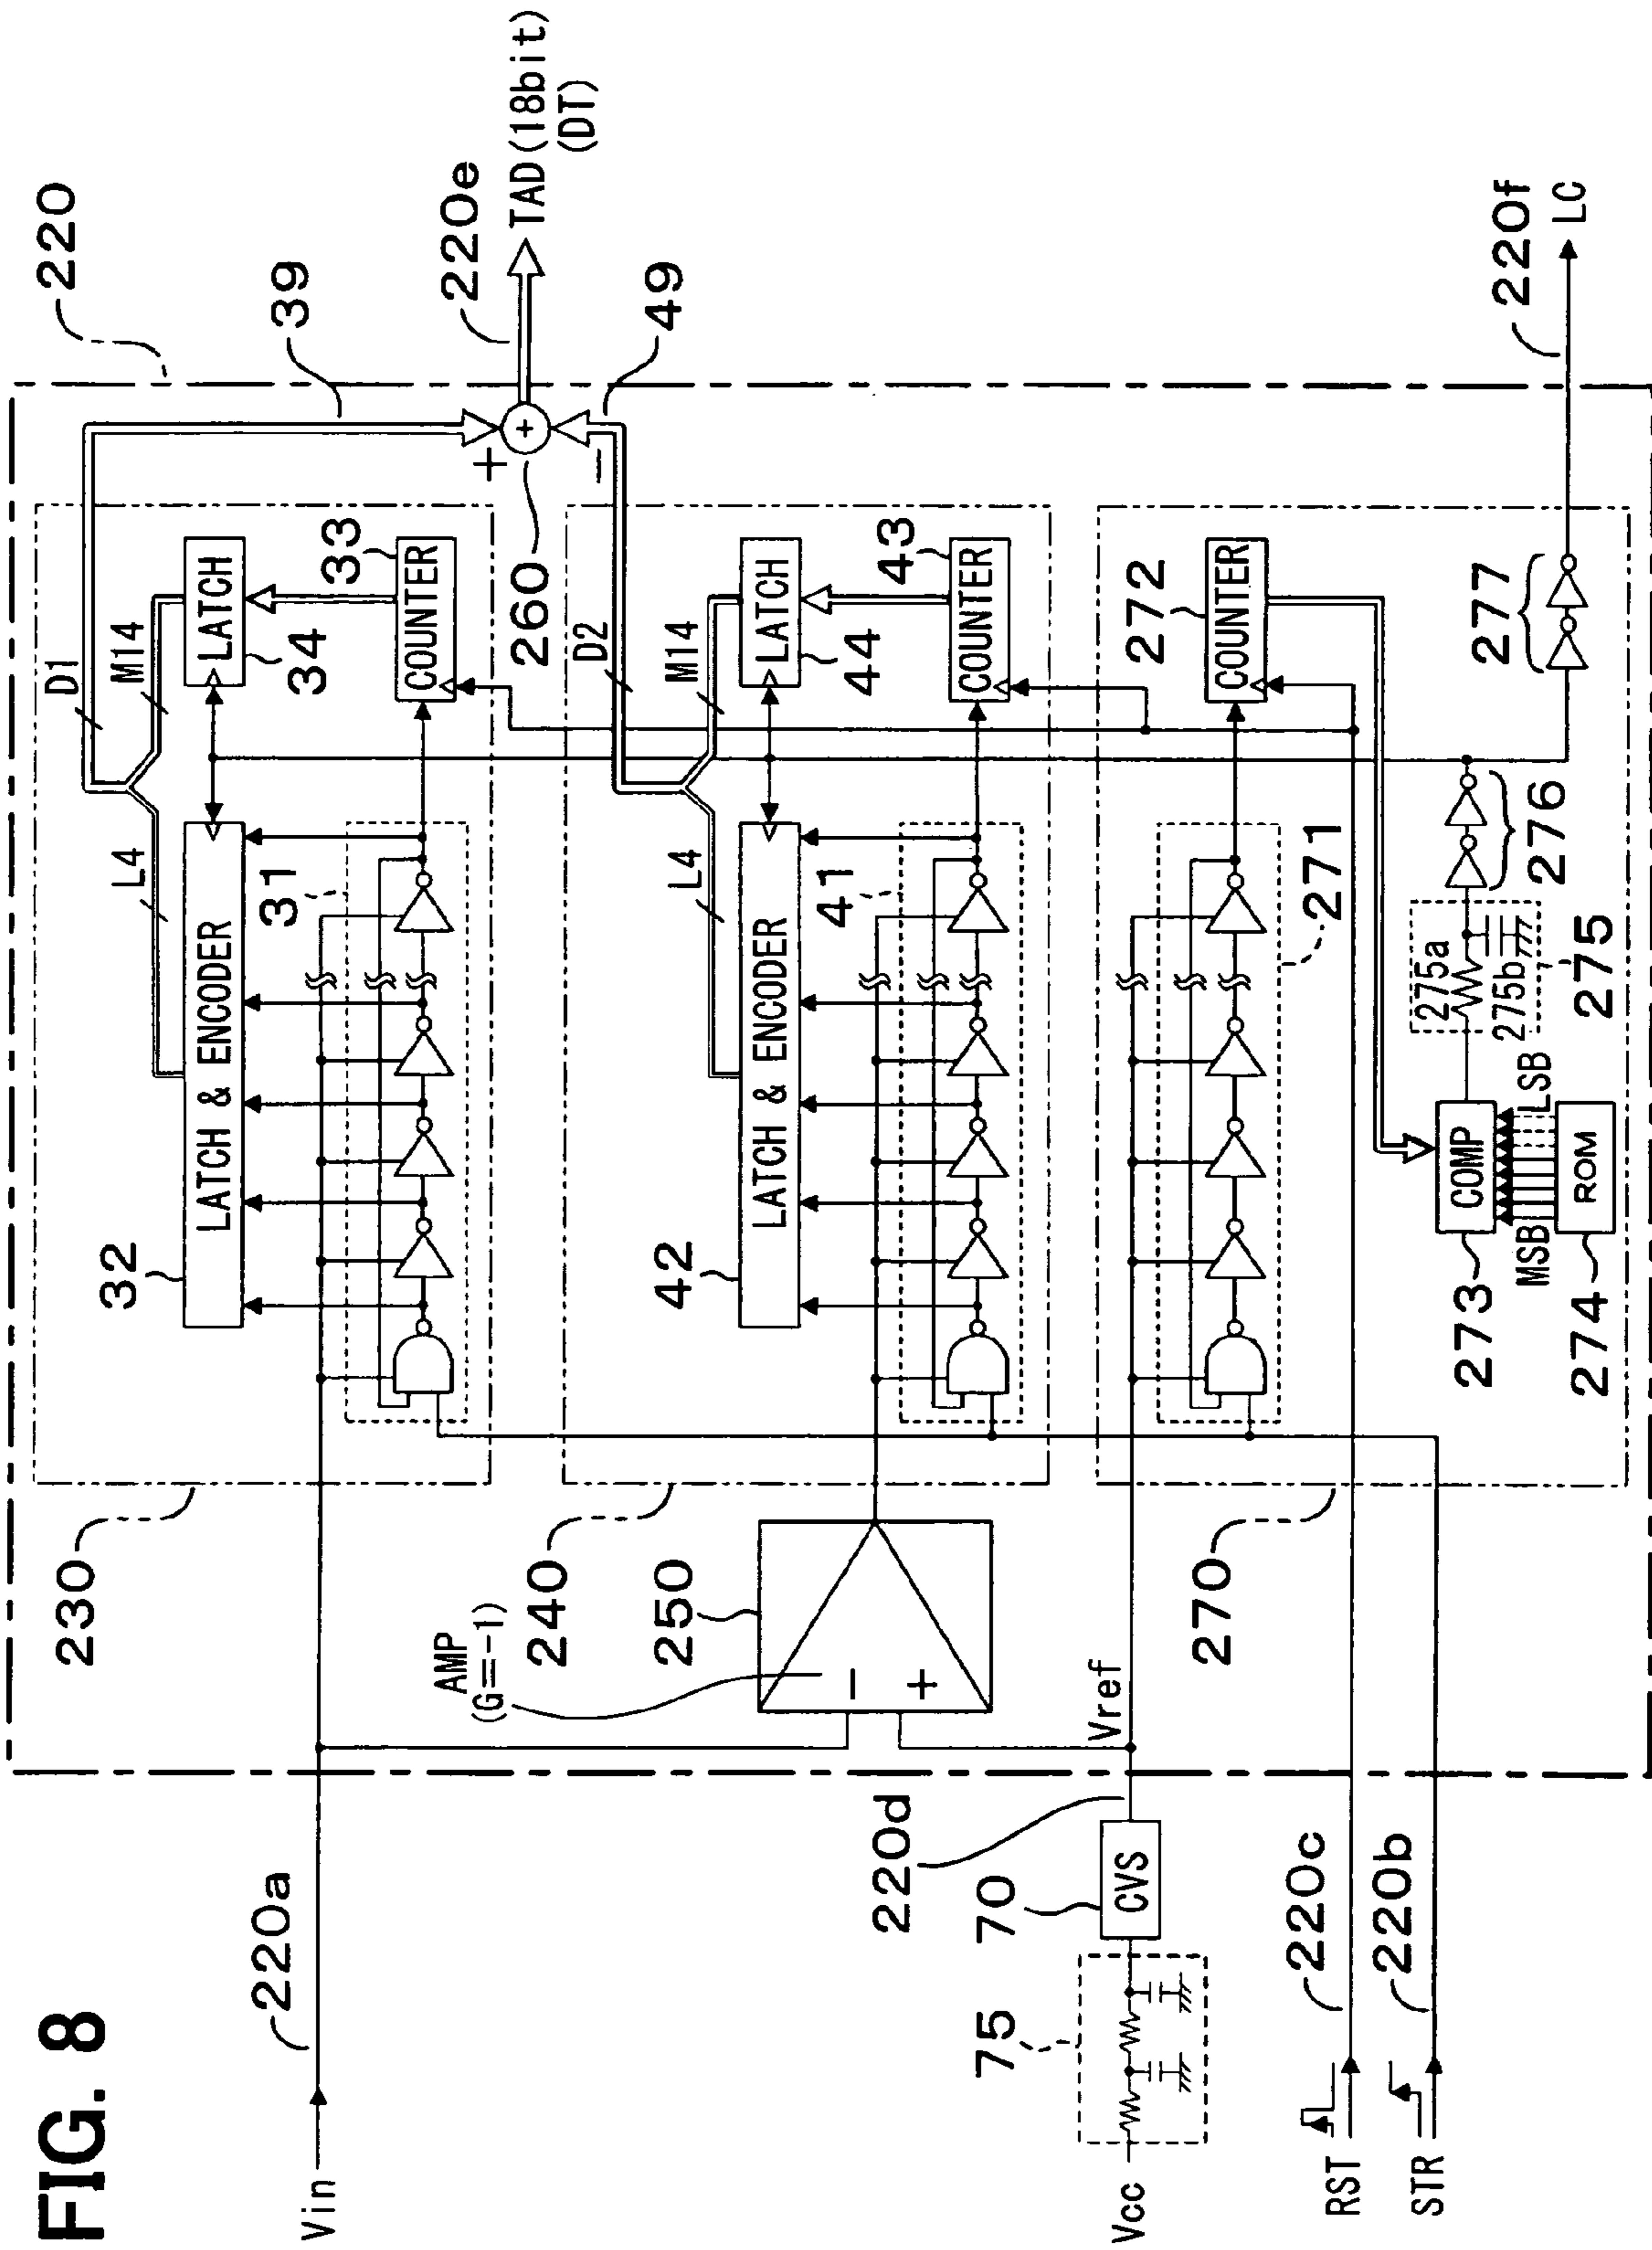 FIG. 8
220
230
D1
39
L4
M14
32
LATCH & ENCODER
LATCH
34
31
33
COUNTER
220a
Vin
220e
TAD(18bit)
(DT)
+
+
-
260
49
AMP
(G=-1)
240
250
-
+
D2
L4
M14
42
LATCH & ENCODER
LATCH
44
41
43
COUNTER
Vref
220d
70
CVS
75
Vcc
270
271
272
COUNTER
220c
RST
220b
STR
273
COMP
MSB
LSB
274
ROM
275a
275b
275
276
277
220f
LC